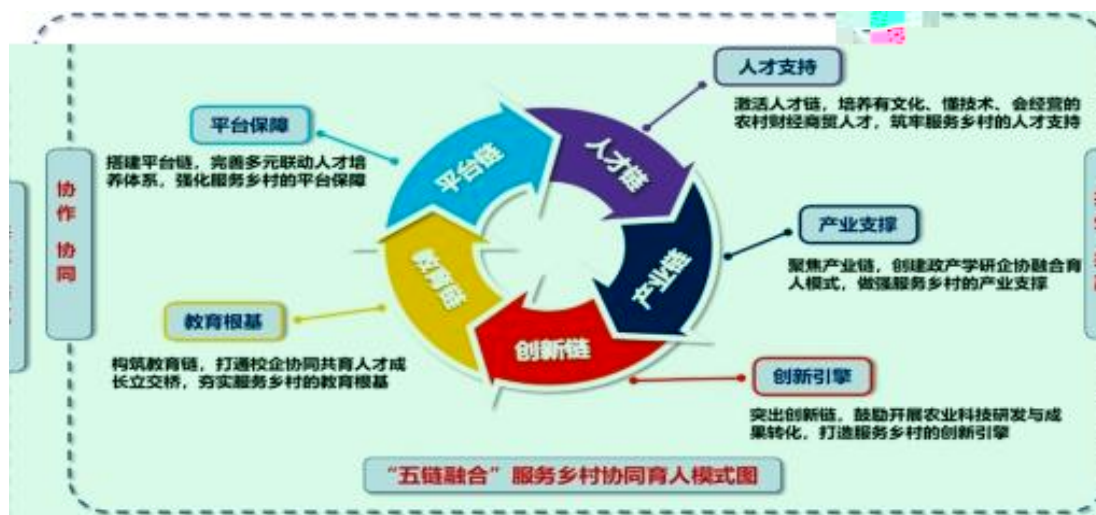 人才支持
激活人才链，培养有文化、懂技术、会经营的
农村财经商贸人才，筑牢服务乡村的人才支持
平台保障
搭建平台链，完善多元联动人才培
养体系，强化服务乡村的平台保障
协作 协同
平台链
人才链
产业支撑
聚焦产业链，创建政产学研企协融合育
人模式，做强服务乡村的产业支撑
教育链
产业链
教育根基
构筑教育链，打通校企协同共育人才成
长立交桥，夯实服务乡村的教育根基
创新链
创新引擎
突出创新链，鼓励开展农业科技研发与成
果转化，打造服务乡村的创新引擎
“五链融合”服务乡村协同育人模式图